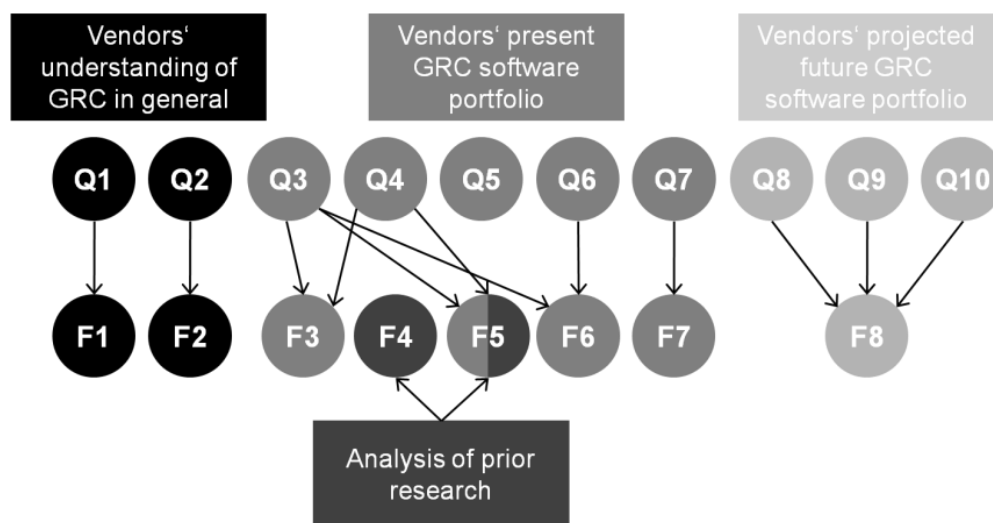 Vendors‘
understanding of
GRC in general
Vendors‘ present
GRC software
portfolio
Vendors‘ projected
future GRC
software portfolio
Q1 Q2 Q3 Q4 Q5 Q6 Q7 Q8 Q9 Q10
F1 F2 F3 F4 F5 F6 F7 F8
Analysis of prior
research